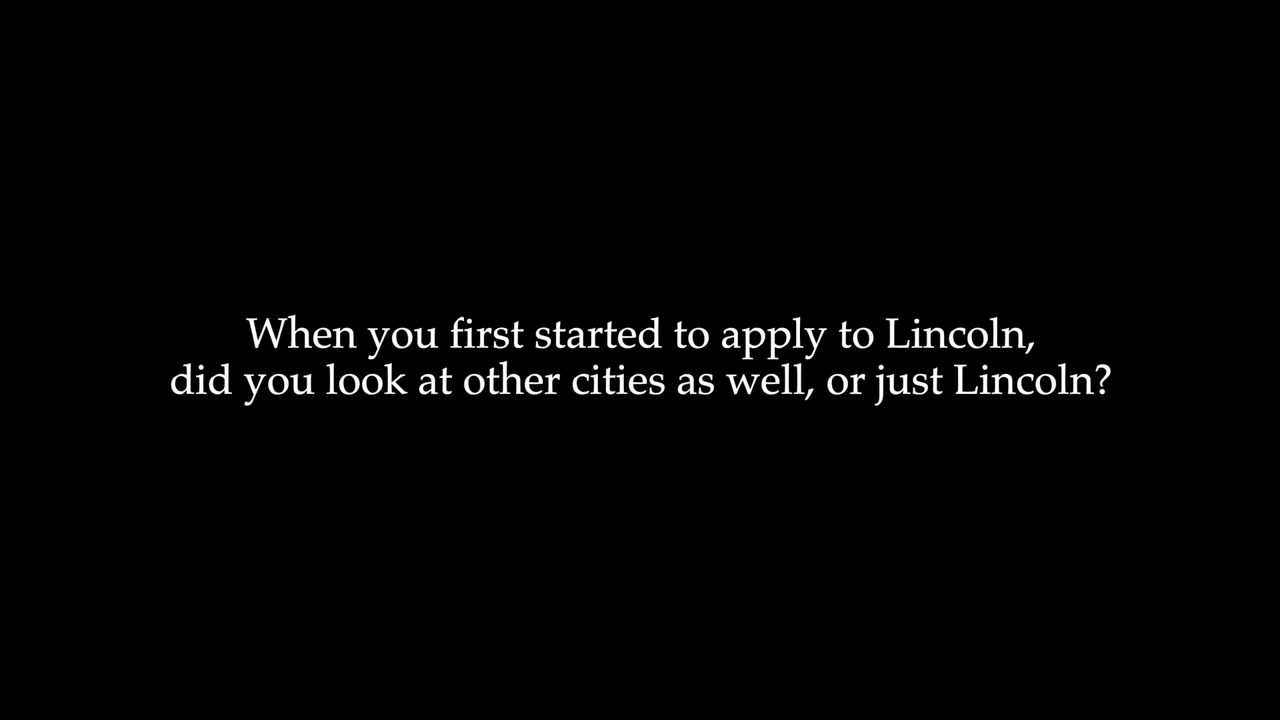 When you first started to apply to Lincoln,
did you look at other cities as well, or just Lincoln?